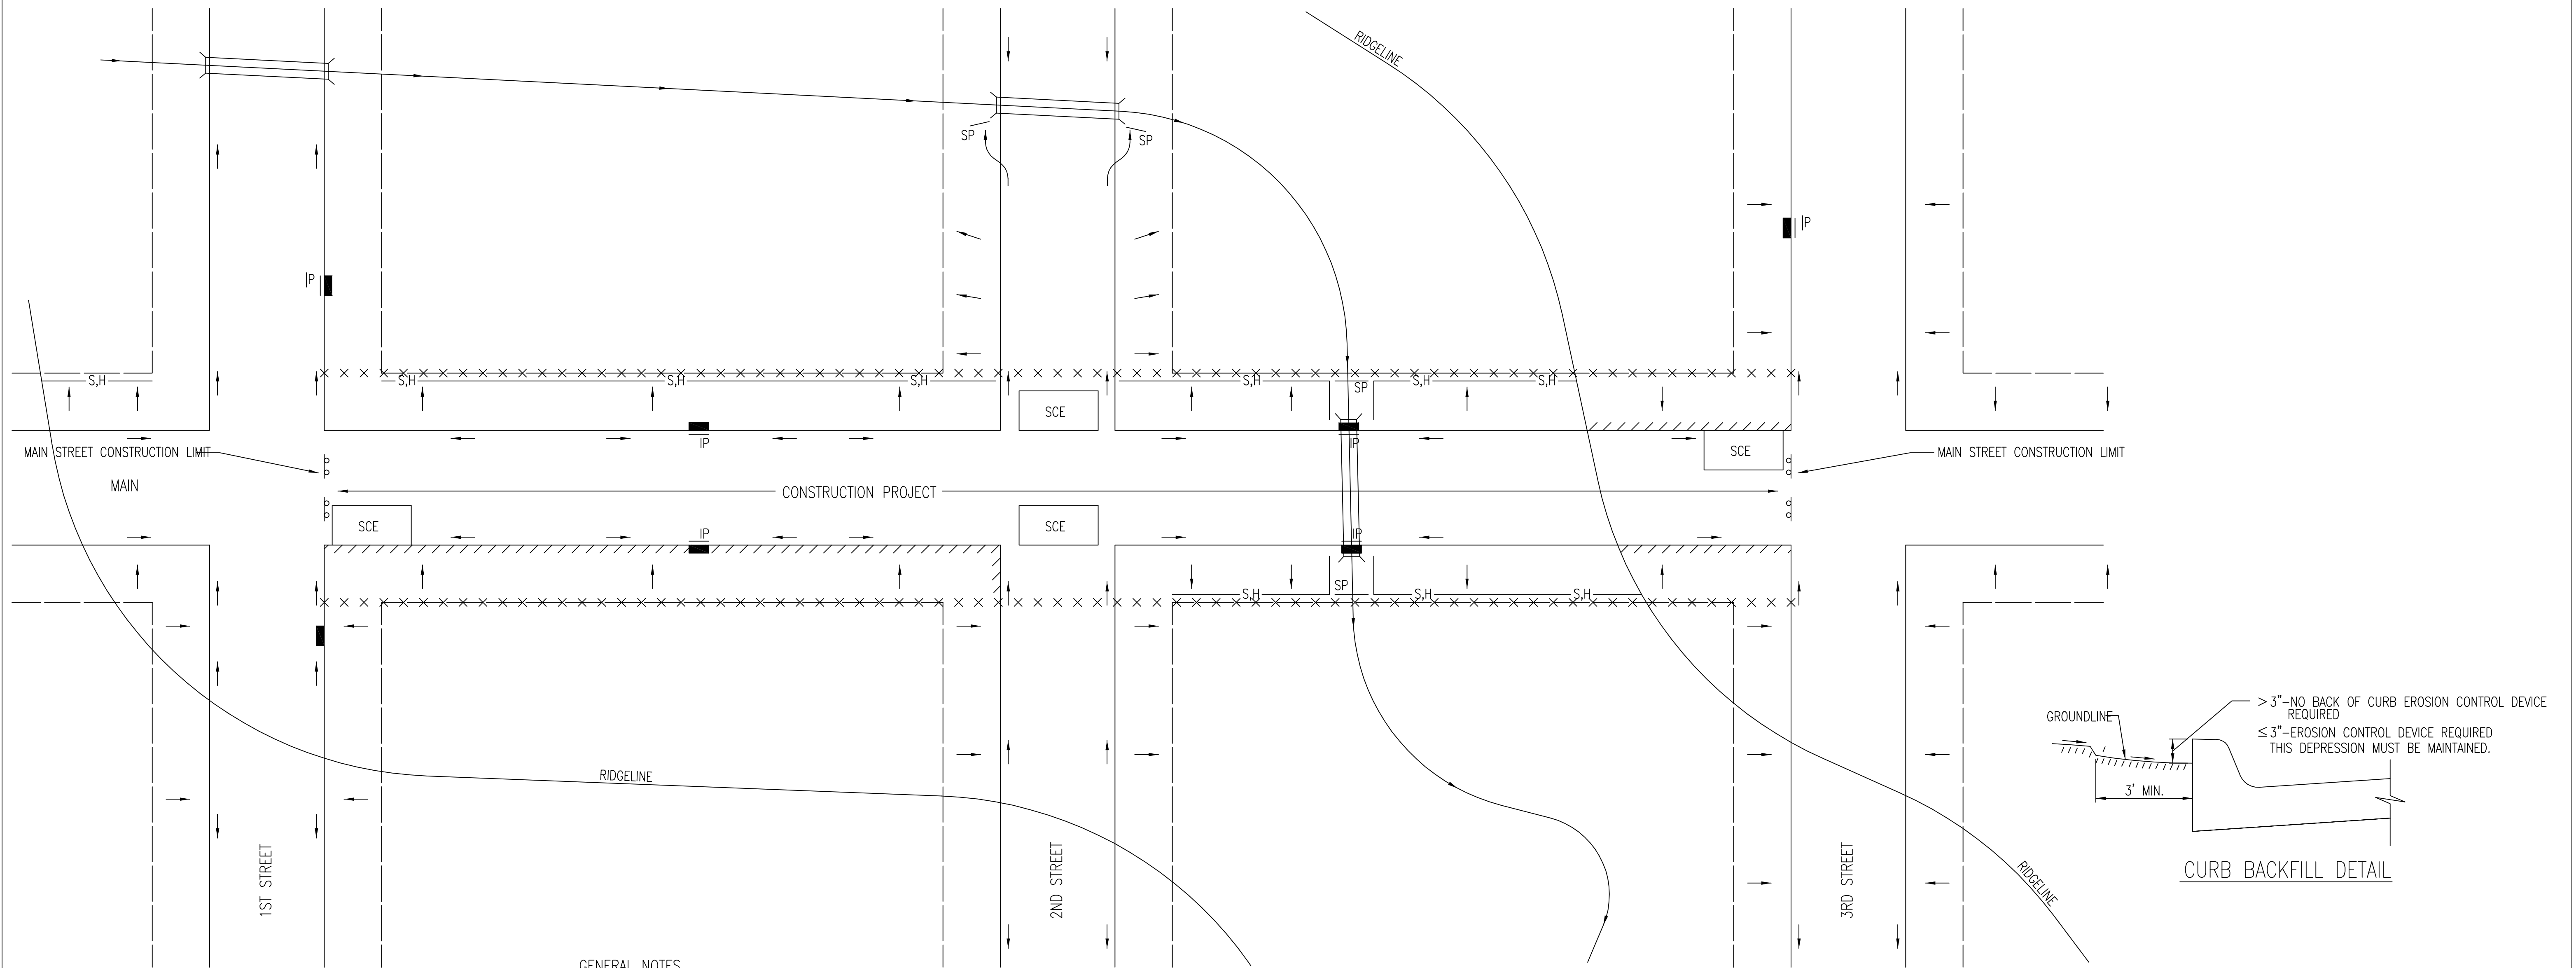 RIDGELINE
SP
SP
IP
IP
S,H
S,H
S,H
S,H
S,H
SP
S,H
S,H
SCE
IP
IP
SCE
MAIN STREET CONSTRUCTION LIMIT
MAIN STREET CONSTRUCTION LIMIT
MAIN
CONSTRUCTION PROJECT
SCE
SCE
IP
IP
SP
S,H
S,H
S,H
RIDGELINE
RIDGELINE
1ST STREET
2ND STREET
3RD STREET
GROUNDLINE
>3"-NO BACK OF CURB EROSION CONTROL DEVICE
REQUIRED
≤3"-EROSION CONTROL DEVICE REQUIRED
THIS DEPRESSION MUST BE MAINTAINED.
3' MIN.
CURB BACKFILL DETAIL
GENERAL NOTES